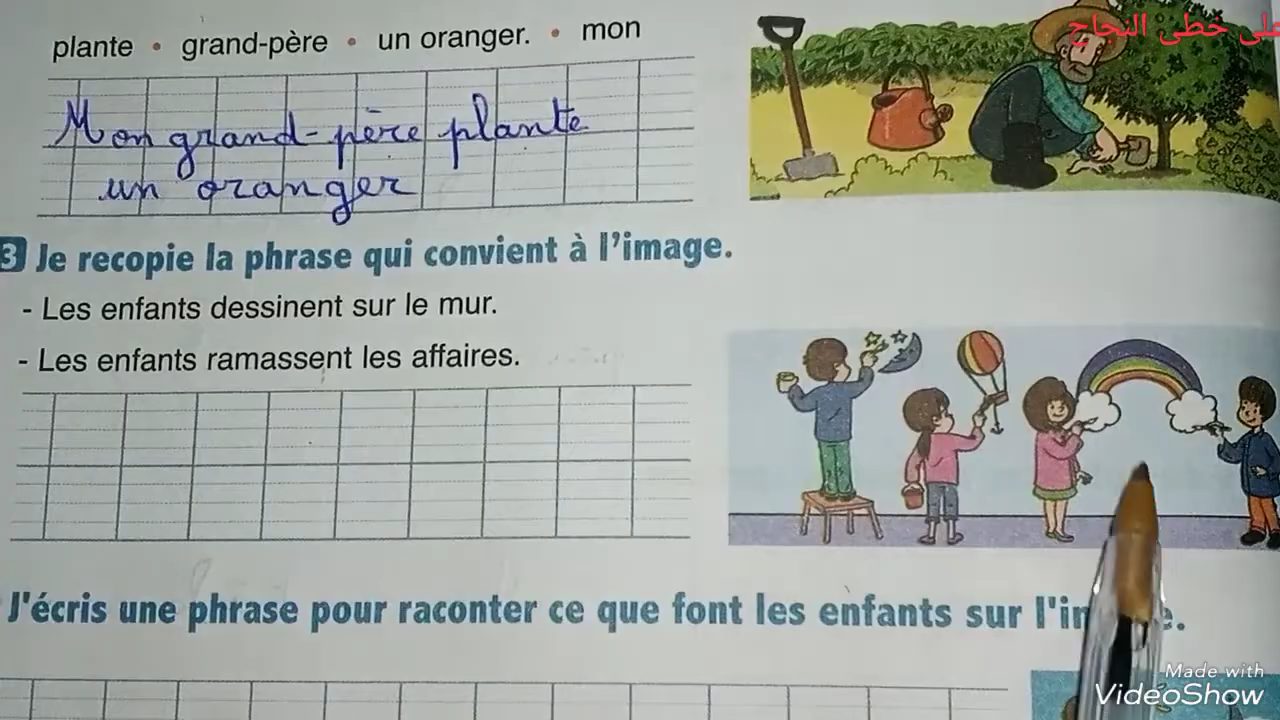 plante • grand-père • un oranger. • mon
على خطى النجاح
Mon grand-père plante
un oranger
3 Je recopie la phrase qui convient à l'image.
- Les enfants dessinent sur le mur.
- Les enfants ramassent les affaires.
J'écris une phrase pour raconter ce que font les enfants sur l'
Made with
VideoShow